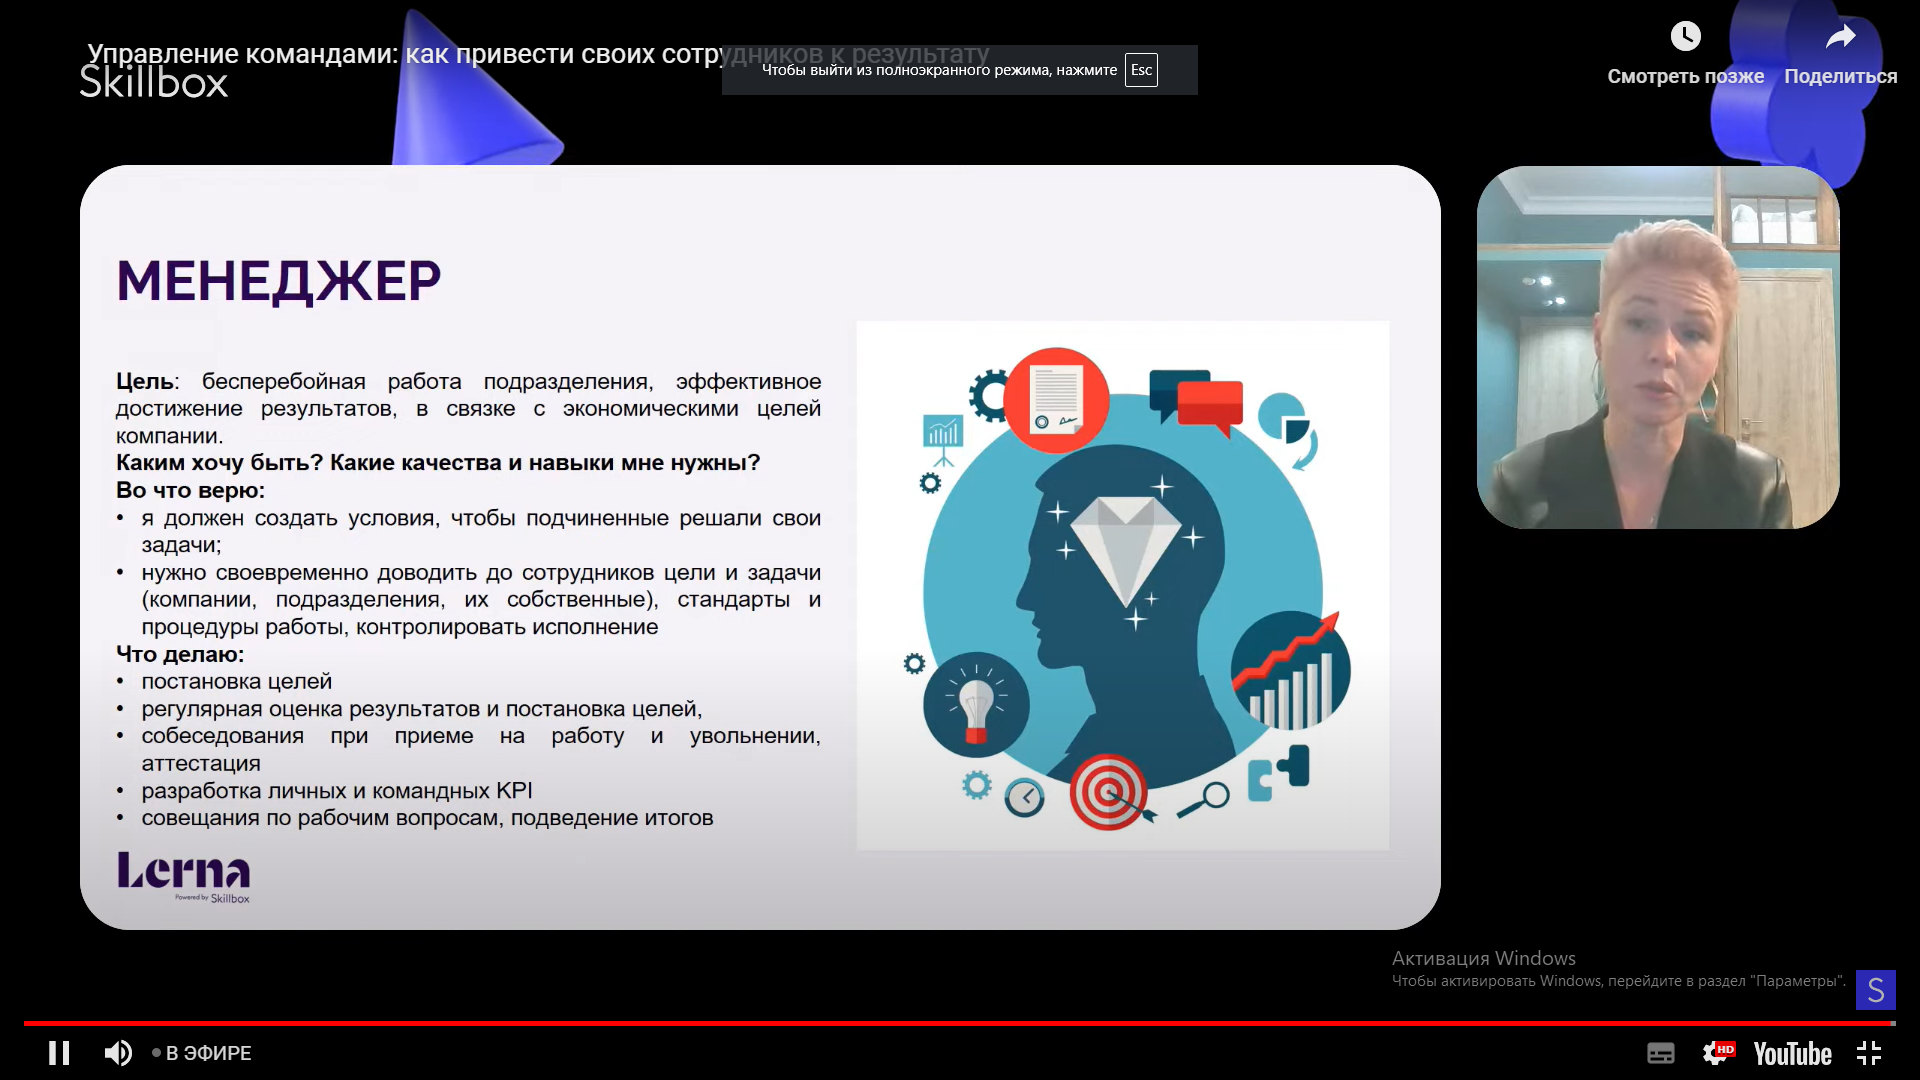 Управление командами: как привести своих сотрудников к результату
Skillbox
Чтобы выйти из полноэкранного режима, нажмите Esc
Смотреть позже
Поделиться
МЕНЕДЖЕР
Цель: бесперебойная работа подразделения, эффективное
достижение результатов, в связке с экономическими целей
компании.
Каким хочу быть? Какие качества и навыки мне нужны?
Во что верю:
• я должен создать условия, чтобы подчиненные решали свои
задачи;
• нужно своевременно доводить до сотрудников цели и задачи
(компании, подразделения, их собственные), стандарты и
процедуры работы, контролировать исполнение
Что делаю:
• постановка целей
• регулярная оценка результатов и постановка целей,
• собеседования при приеме на работу и увольнении,
аттестация
• разработка личных и командных KPI
• совещания по рабочим вопросам, подведение итогов
Lerna
Powered by Skillbox
Активация Windows
Чтобы активировать Windows, перейдите в раздел "Параметры".
S
В ЭФИРЕ
HD
YouTube